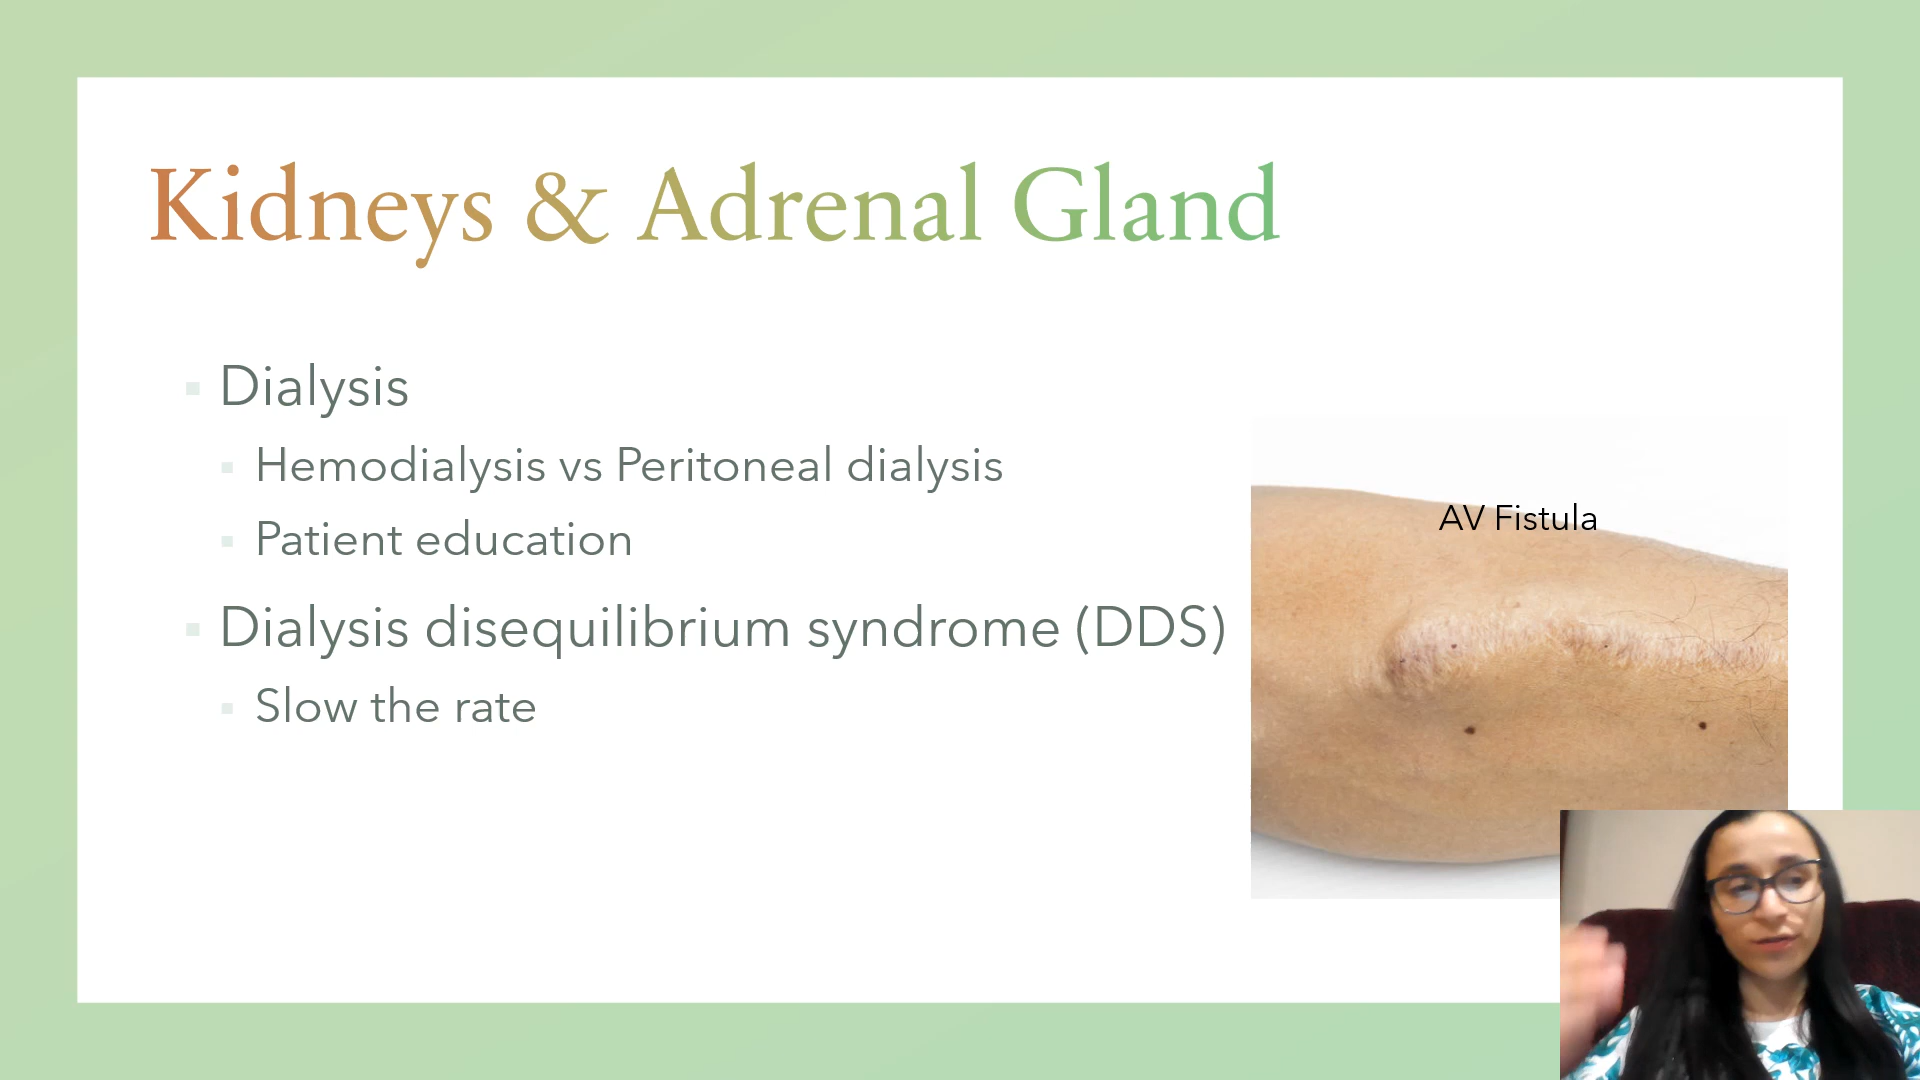 Kidneys & Adrenal Gland
Dialysis
Hemodialysis vs Peritoneal dialysis
Patient education
Dialysis disequilibrium syndrome (DDS)
Slow the rate
AV Fistula